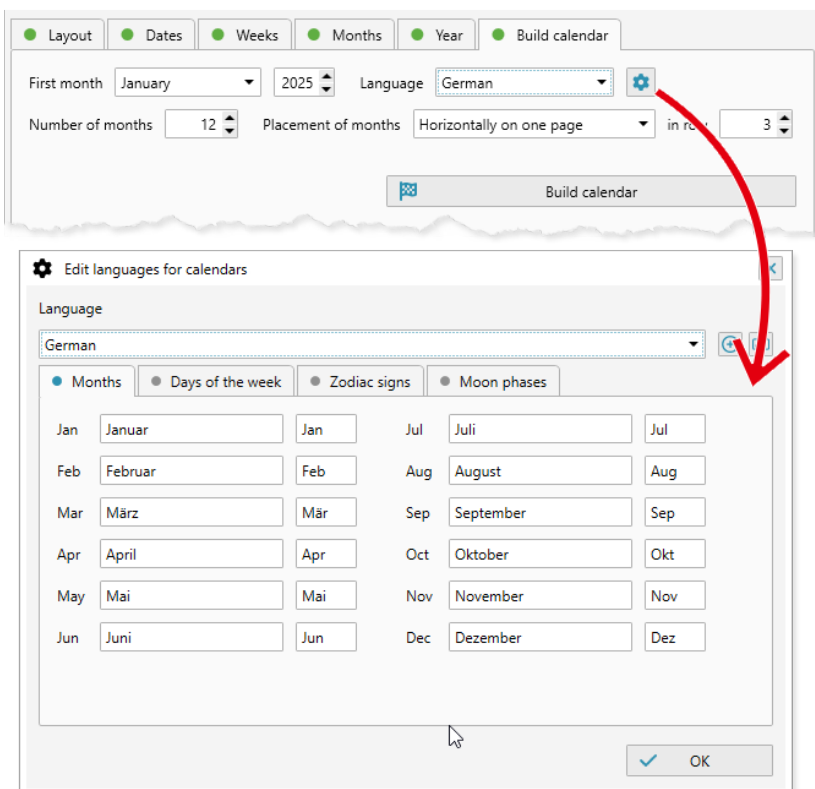 Layout Dates Weeks Months Year Build calendar
First month January 2025 Language German
Number of months 12 Placement of months Horizontally on one page in row 3
Build calendar
Edit languages for calendars
Language
German
Months Days of the week Zodiac signs Moon phases
Jan Januar Jan Jul Juli Jul
Feb Februar Feb Aug August Aug
Mar März Mär Sep September Sep
Apr April Apr Oct Oktober Okt
May Mai Mai Nov November Nov
Jun Juni Jun Dec Dezember Dez
OK